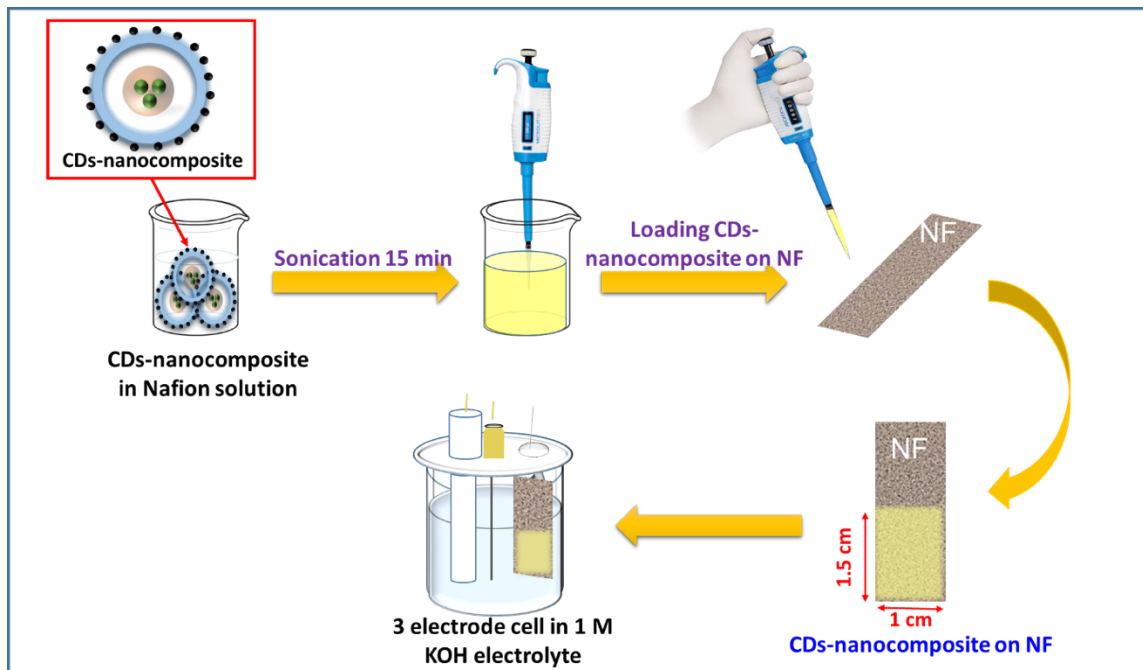 CDs-nanocomposite
Sonication 15 min
Loading CDs-
nanocomposite on NF
NF
CDs-nanocomposite
in Nafion solution
NF
1.5 cm
1 cm
CDs-nanocomposite on NF
3 electrode cell in 1 M
KOH electrolyte